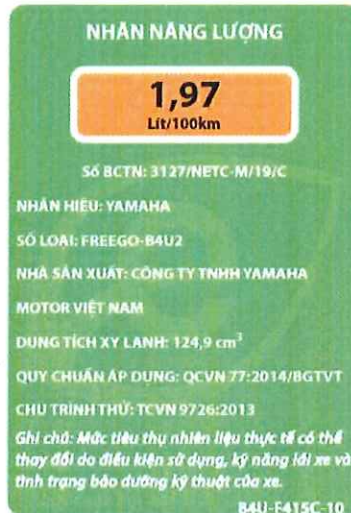 NHÃN NĂNG LƯỢNG
1,97
Lít/100km
Số BCTN: 3127/NETC-M/19/C
NHÃN HIỆU: YAMAHA
SỐ LOẠI: FREEGO-B4U2
NHÀ SẢN XUẤT: CÔNG TY TNHH YAMAHA
MOTOR VIỆT NAM
DUNG TÍCH XY LANH: 124,9 cm³
QUY CHUẨN ÁP DỤNG: QCVN 77:2014/BGTVT
CHU TRÌNH THỬ: TCVN 9726:2013
Ghi chú: Mức tiêu thụ nhiên liệu thực tế có thể
thay đổi do điều kiện sử dụng, kỹ năng lái xe và
tình trạng bảo dưỡng kỹ thuật của xe.
B4U-F415C-10